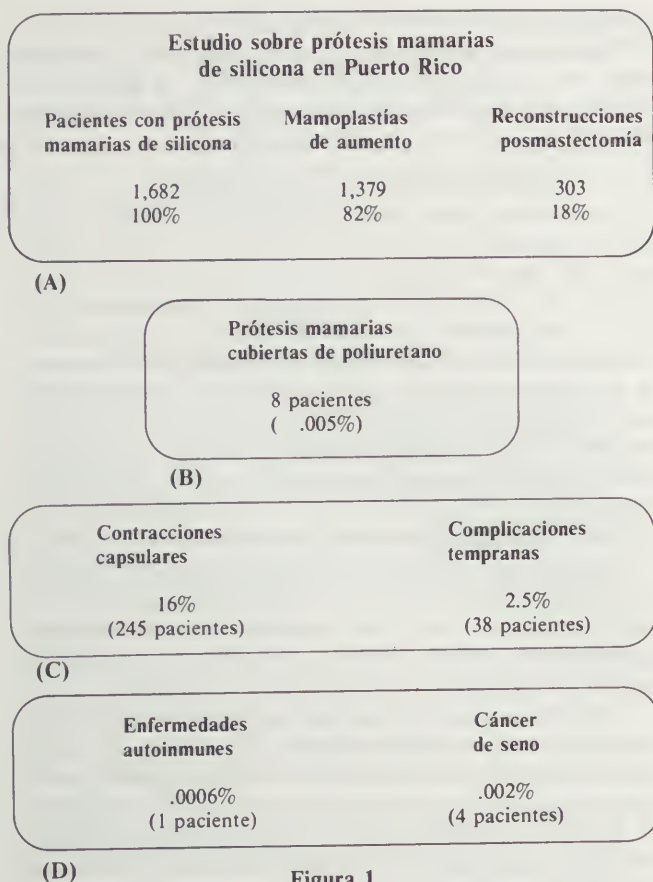 Estudio sobre prótesis mamarias
de silicona en Puerto Rico
Pacientes con prótesis
mamarias de silicona
1,682
100%
Mamoplastías
de aumento
1,379
82%
Reconstrucciones
posmastectomía
303
18%
(A)
Prótesis mamarias
cubiertas de poliuretano
8 pacientes
( .005%)
(B)
Contracciones
capsulares
16%
(245 pacientes)
Complicaciones
tempranas
2.5%
(38 pacientes)
(C)
Enfermedades
autoinmunes
.0006%
(1 paciente)
Cáncer
de seno
.002%
(4 pacientes)
(D)
Figura 1